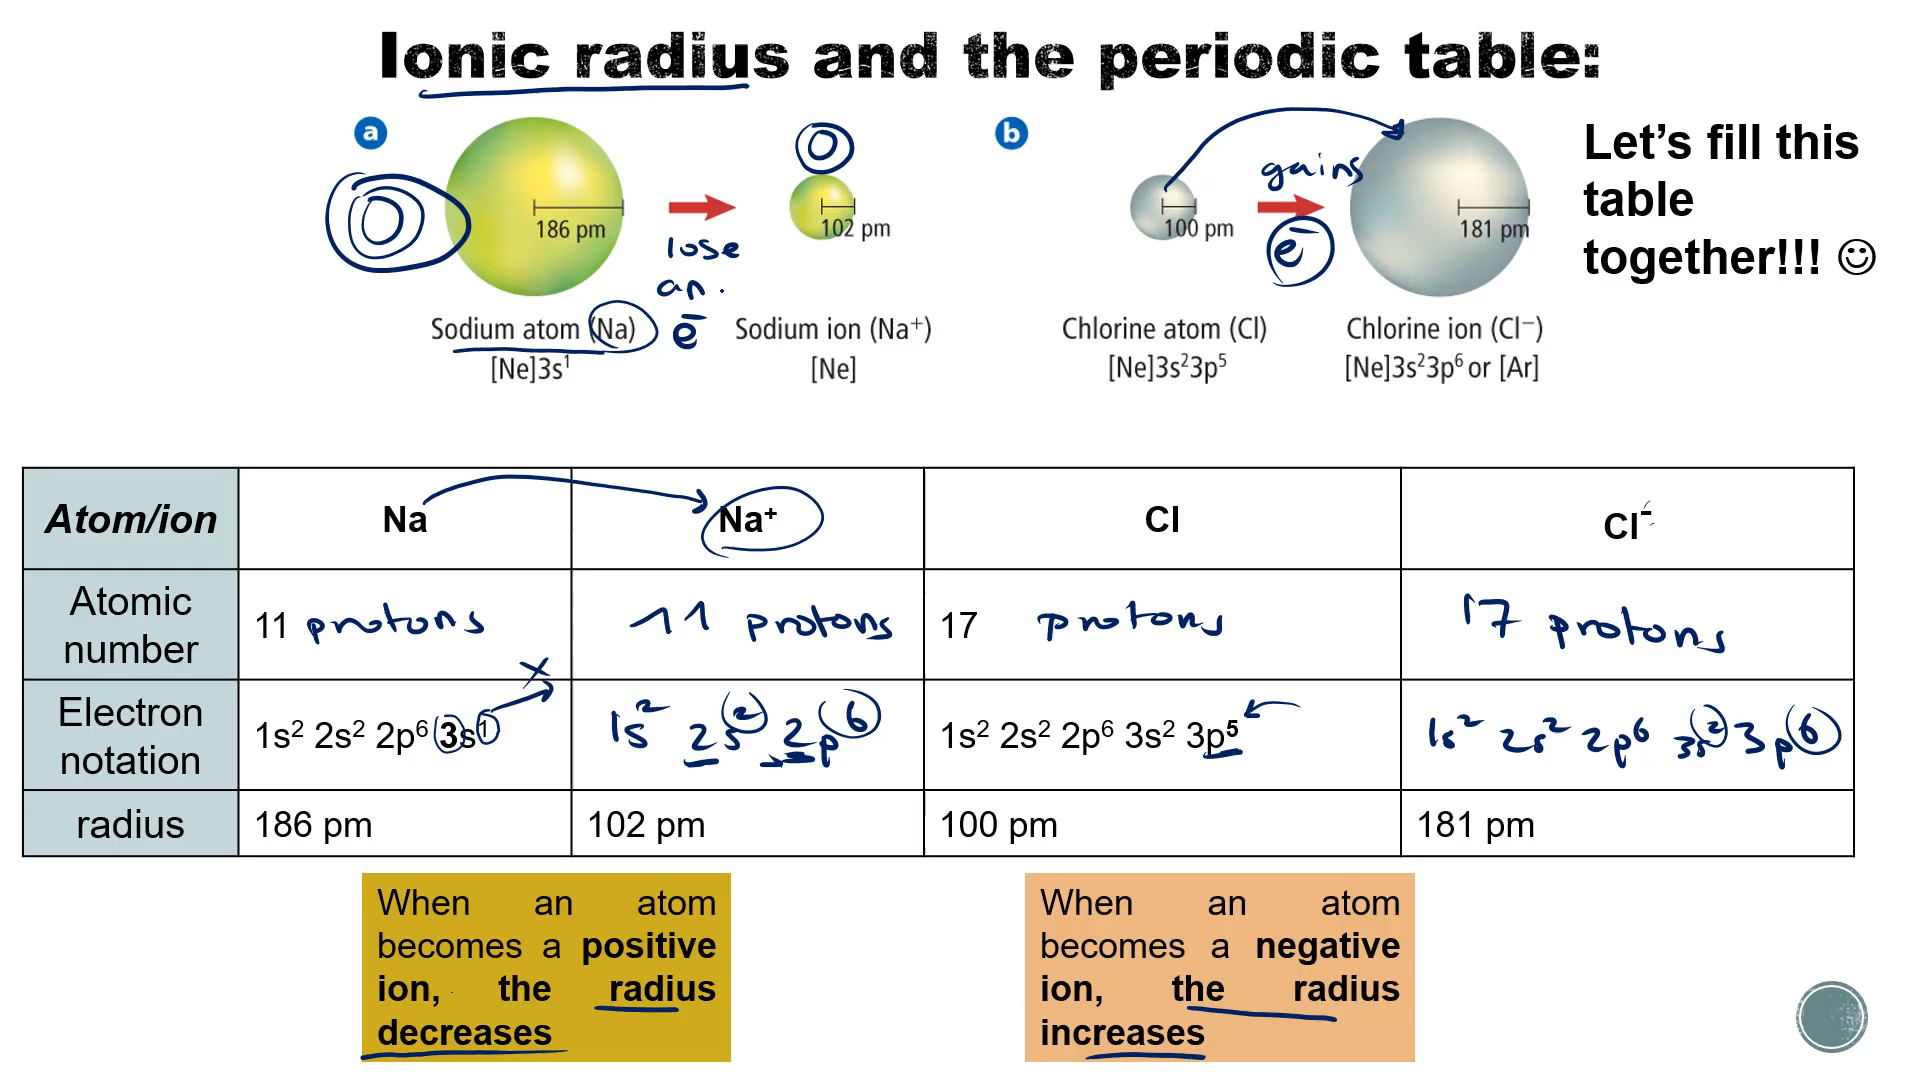 Ionic radius and the periodic table:
a
186 pm
lose
an
e⁻
102 pm
Sodium atom (Na)
[Ne]3s¹
Sodium ion (Na⁺)
[Ne]
b
100 pm
gains
e⁻
181 pm
Chlorine atom (Cl)
[Ne]3s²3p⁵
Chlorine ion (Cl⁻)
[Ne]3s²3p⁶ or [Ar]
Let’s fill this
table
together!!! ☺
Atom/ion Na Na⁺ Cl Cl⁻
Atomic
number
11 protons 11 protons 17 protons 17 protons
Electron
notation
1s² 2s² 2p⁶ 3s¹ x 1s² 2s² 2p⁶ 1s² 2s² 2p⁶ 3s² 3p⁵ 1s² 2s² 2p⁶ 3s² 3p⁶
radius 186 pm 102 pm 100 pm 181 pm
When an atom
becomes a positive
ion, the radius
decreases
When an atom
becomes a negative
ion, the radius
increases